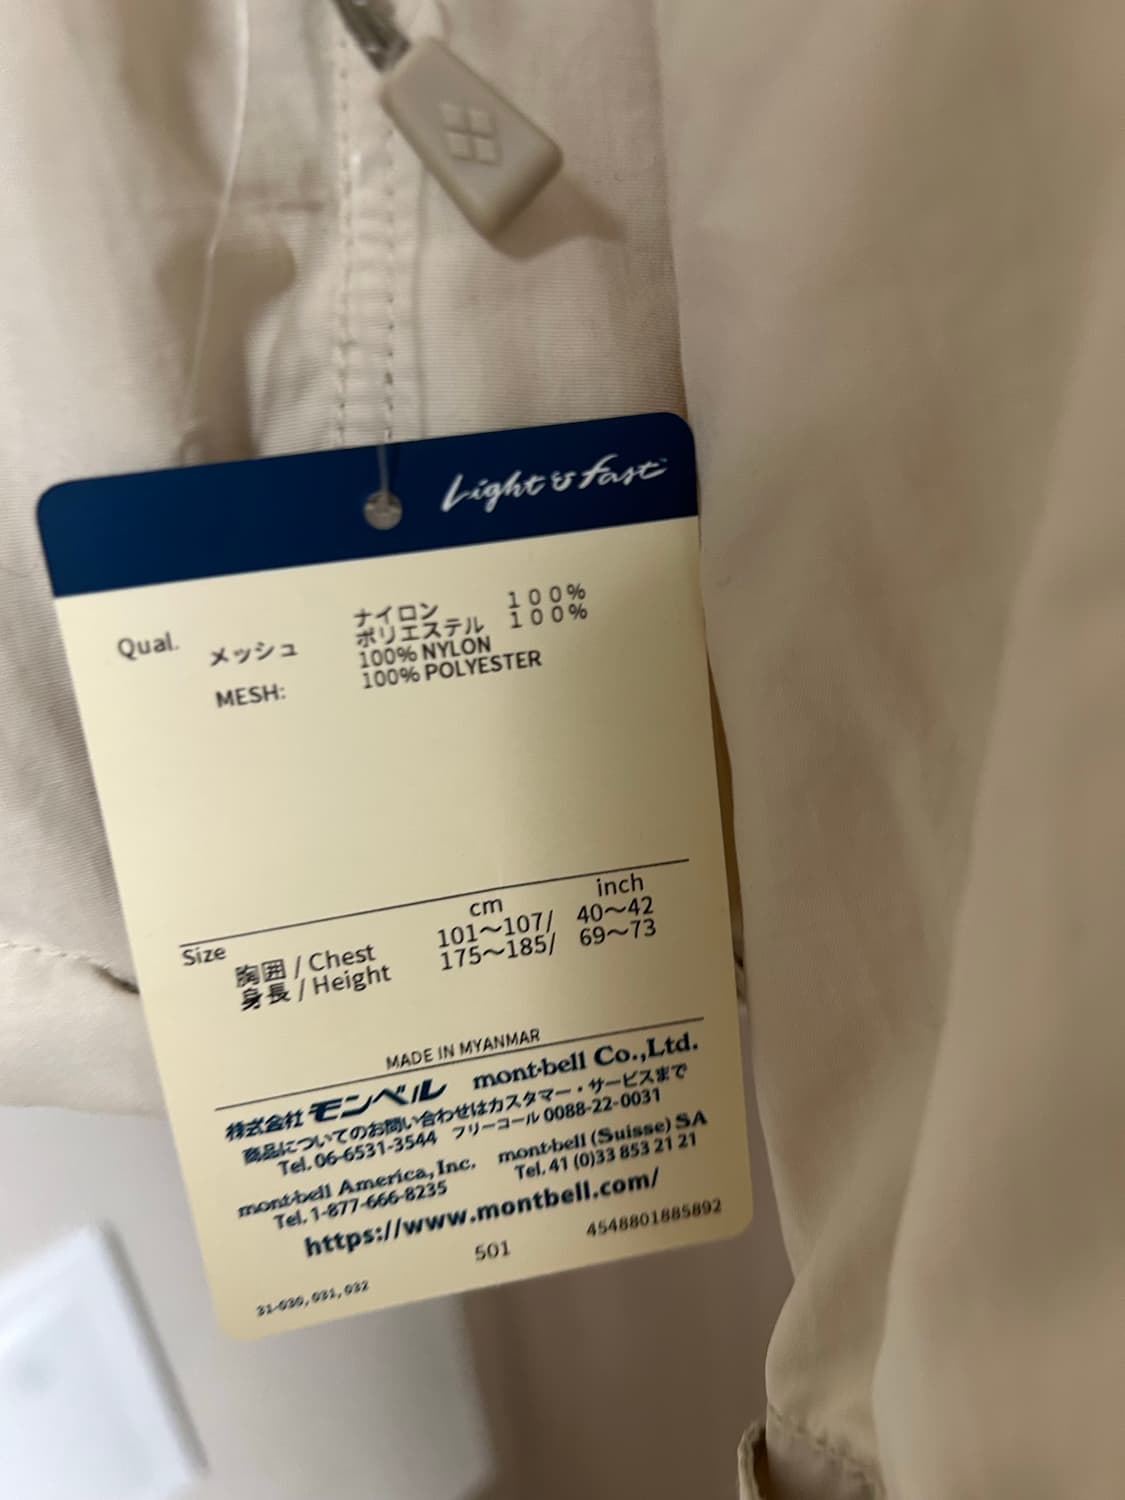 Light & Fast
Qual. ナイロン 100%
メッシュ ポリエステル 100%
100% NYLON
MESH: 100% POLYESTER
Size cm inch
胸囲 / Chest 101～107/ 40～42
身長 / Height 175～185/ 69～73
MADE IN MYANMAR
株式会社 モンベル mont-bell Co.,Ltd.
商品についてのお問い合わせはカスタマー・サービスまで
Tel. 06-6531-3544 フリーコール 0088-22-0031
mont-bell America, Inc. mont-bell (Suisse) SA
Tel. 1-877-666-8235 Tel. 41 (0)33 853 21 21
https://www.montbell.com/
501 4548801885892
31-030, 031, 032